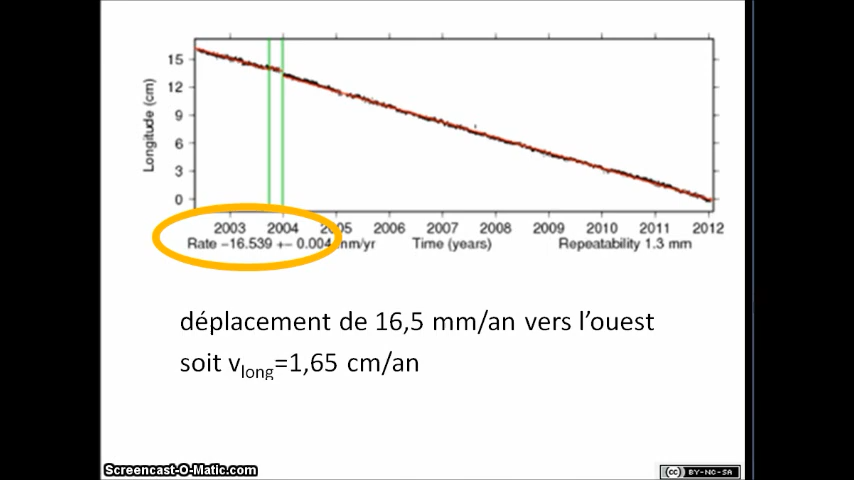 15
12
9
6
3
0
Longitude (cm)
2003 2004 2005 2006 2007 2008 2009 2010 2011 2012
Rate −16.539 +− 0.004 mm/yr Time (years) Repeatability 1.3 mm
déplacement de 16,5 mm/an vers l’ouest
soit vlong=1,65 cm/an
Screencast-O-Matic.com
cc BY-NC-SA